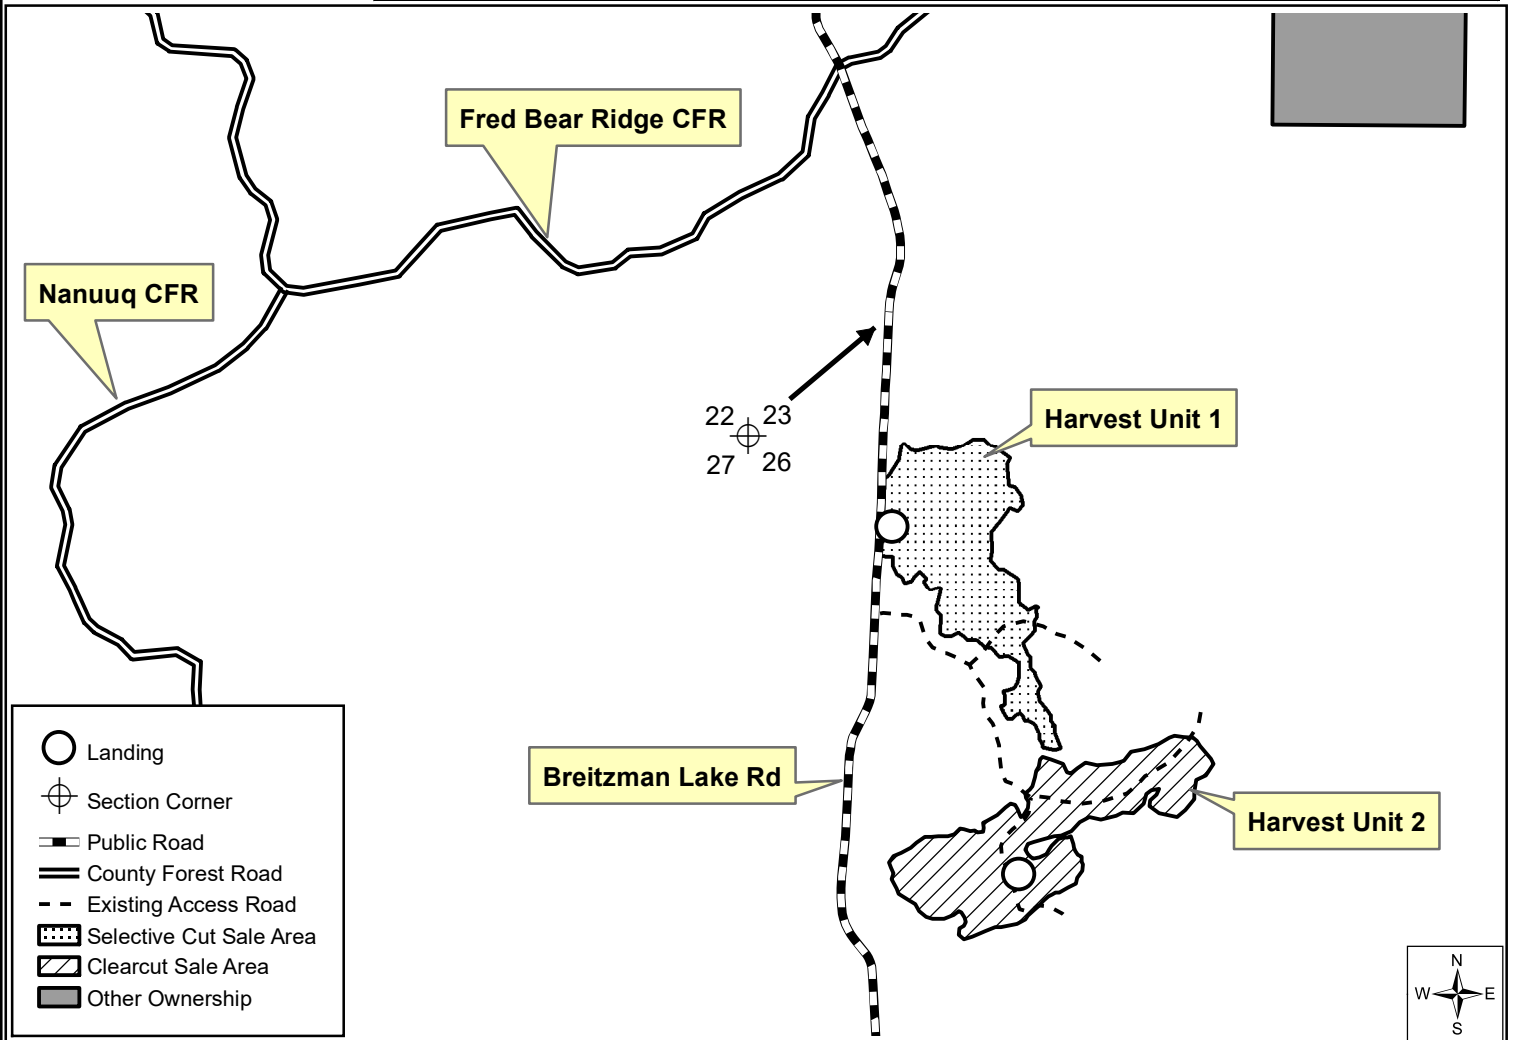 Fred Bear Ridge CFR
Nanuuq CFR
22 23
27 26
Harvest Unit 1
Breitzman Lake Rd
Harvest Unit 2
Landing
Section Corner
Public Road
County Forest Road
Existing Access Road
Selective Cut Sale Area
Clearcut Sale Area
Other Ownership
N
W E
S